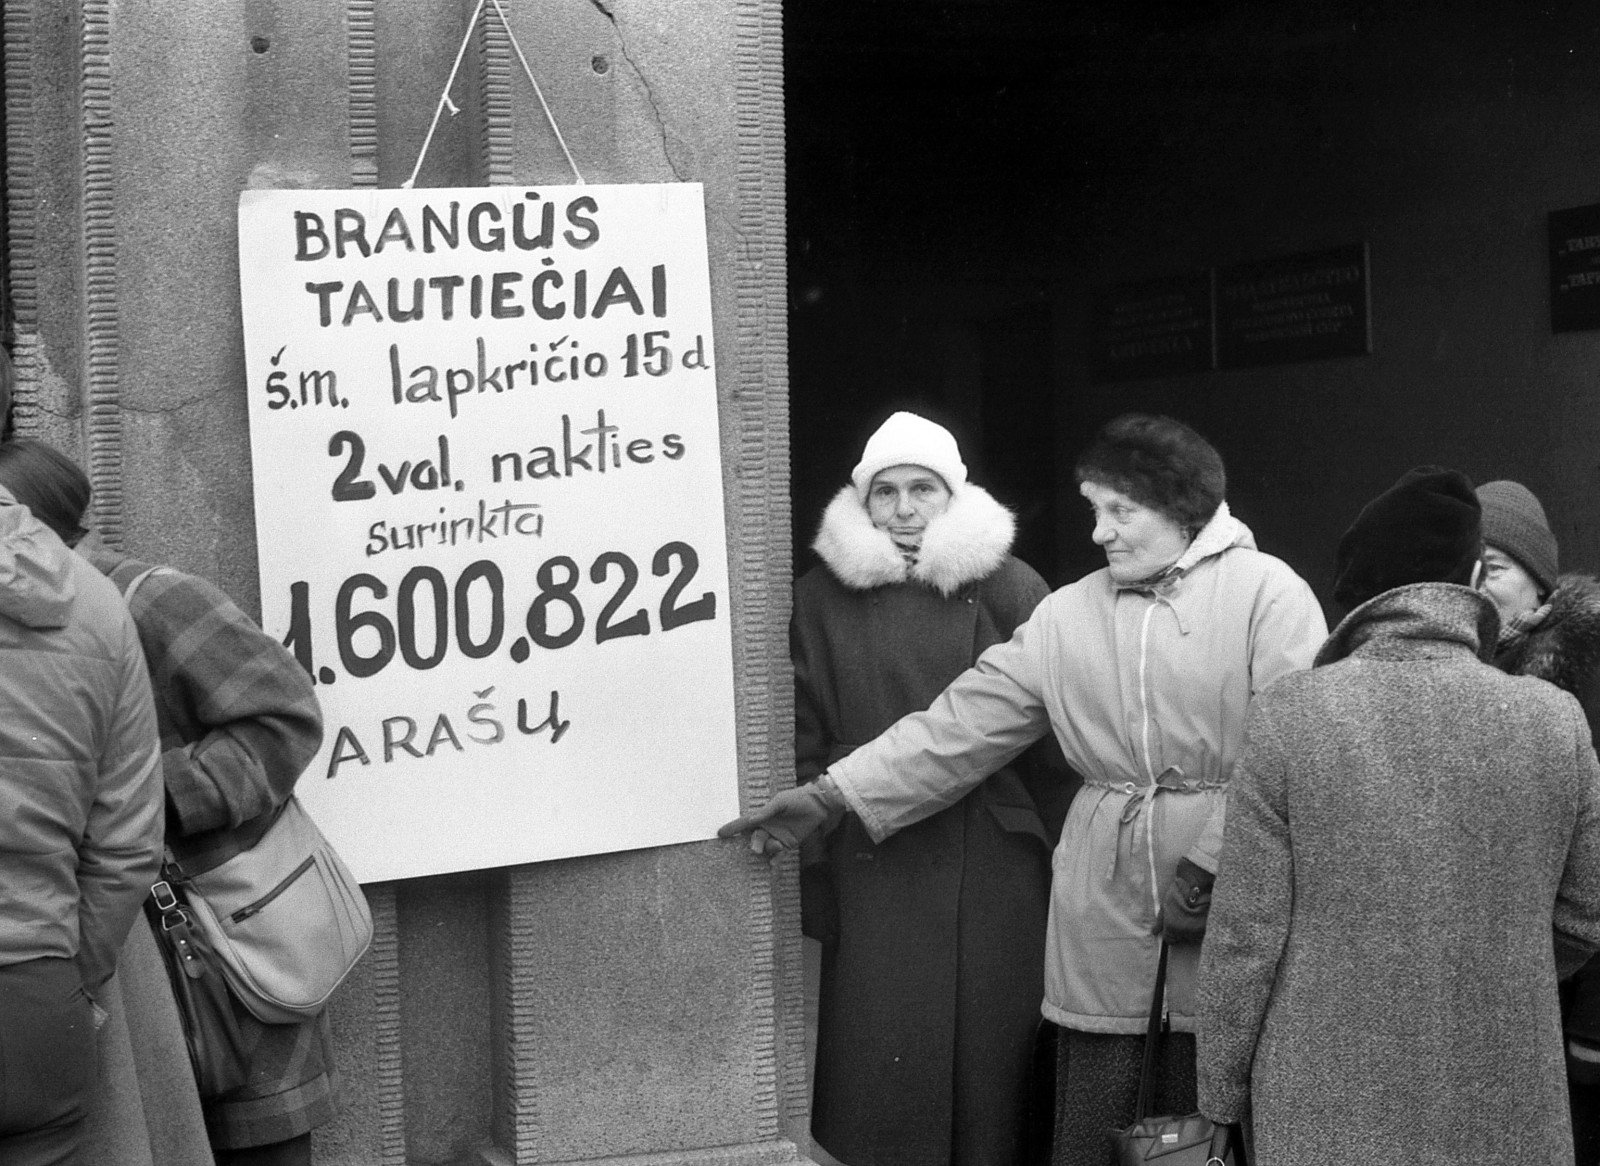 BRANGŪS
TAUTIEČIAI
š.m. lapkričio 15 d
2 val. nakties
surinkta
1.600.822
ARAŠŲ